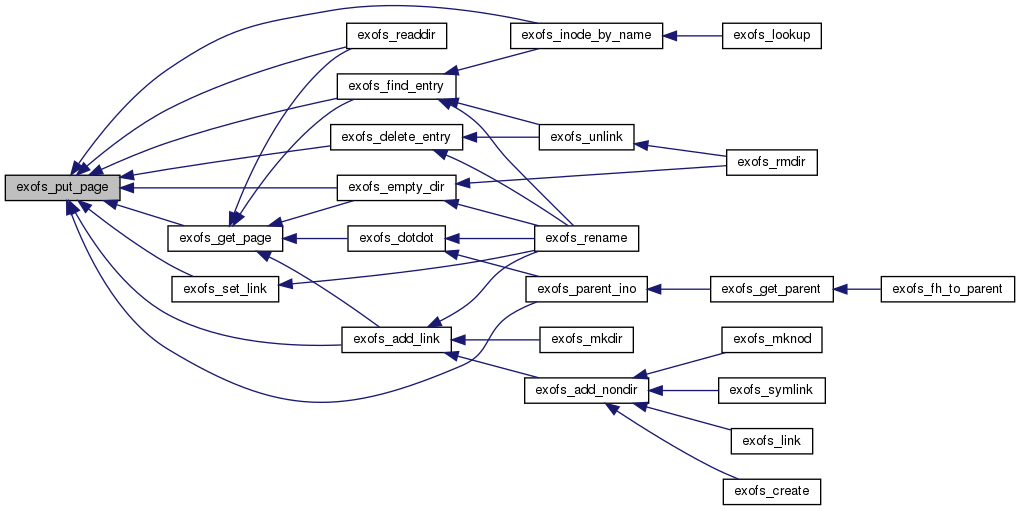 exofs_put_page
exofs_get_page
exofs_set_link
exofs_readdir
exofs_find_entry
exofs_delete_entry
exofs_empty_dir
exofs_dotdot
exofs_add_link
exofs_inode_by_name
exofs_unlink
exofs_rename
exofs_parent_ino
exofs_mkdir
exofs_add_nondir
exofs_lookup
exofs_rmdir
exofs_get_parent
exofs_mknod
exofs_symlink
exofs_link
exofs_create
exofs_fh_to_parent